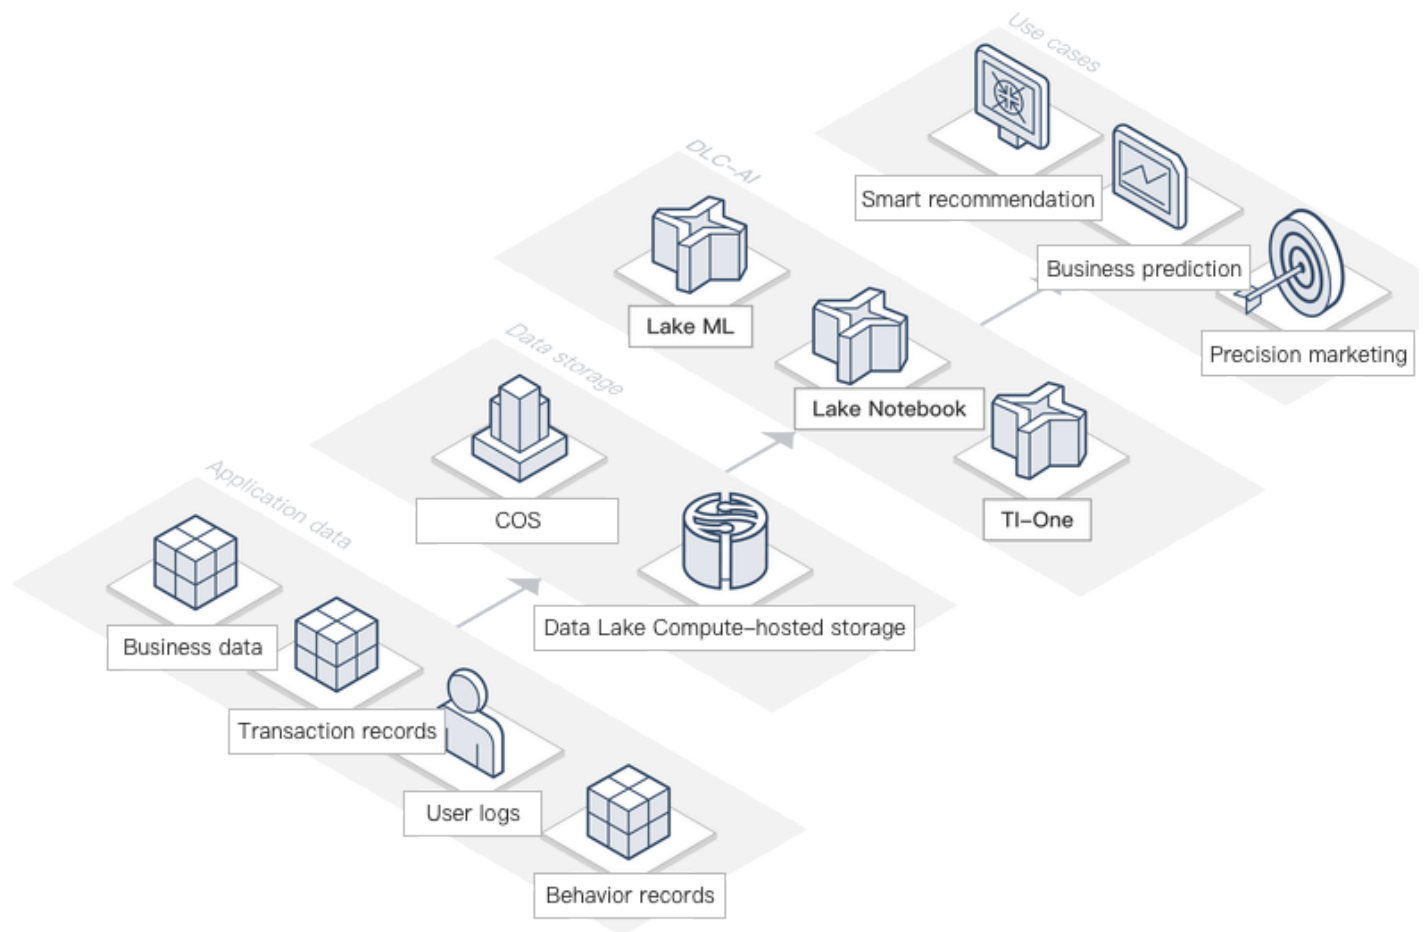 Use cases
Smart recommendation
Business prediction
Precision marketing
DLC-AI
Lake ML
Lake Notebook
TI-One
Data storage
COS
Data Lake Compute-hosted storage
Application data
Business data
Transaction records
User logs
Behavior records